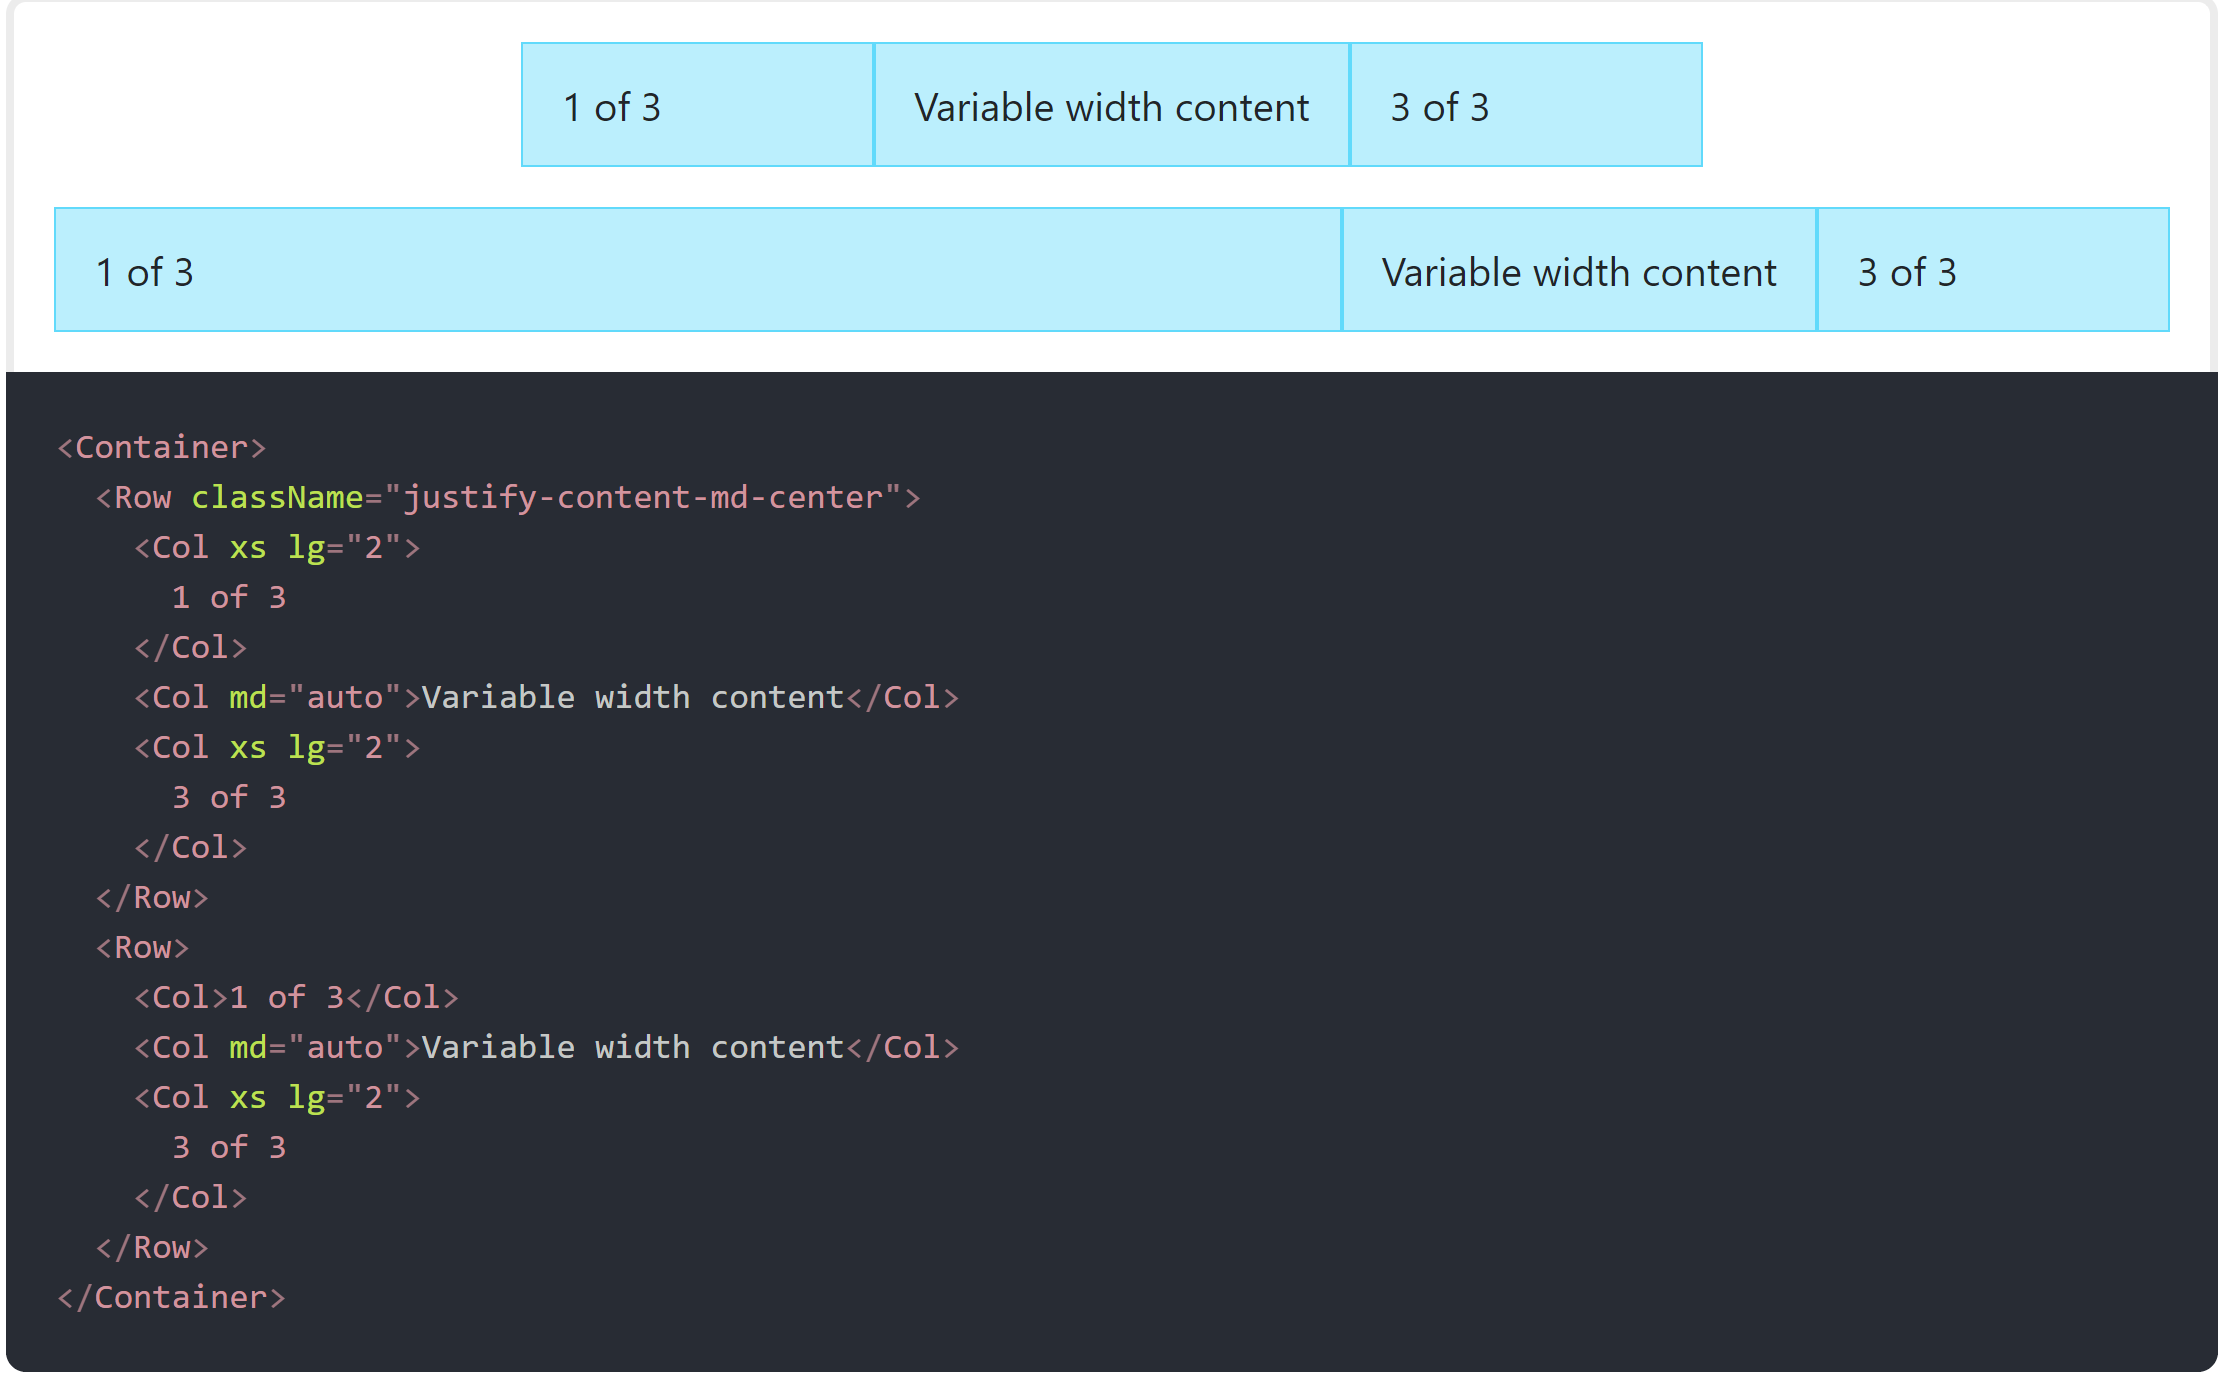 1 of 3 Variable width content 3 of 3
1 of 3 Variable width content 3 of 3
<Container>
  <Row className="justify-content-md-center">
    <Col xs lg="2">
      1 of 3
    </Col>
    <Col md="auto">Variable width content</Col>
    <Col xs lg="2">
      3 of 3
    </Col>
  </Row>
  <Row>
    <Col>1 of 3</Col>
    <Col md="auto">Variable width content</Col>
    <Col xs lg="2">
      3 of 3
    </Col>
  </Row>
</Container>